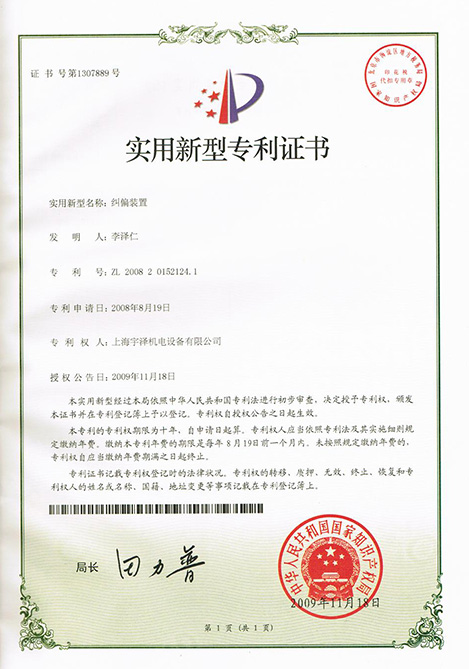 证书号第1307889号
印花税
代扣专用章
实用新型专利证书
实用新型名称：纠偏装置
发明人：李泽仁
专利号：ZL 2008 2 0152124.1
专利申请日：2008年8月19日
专利权人：上海宇泽机电设备有限公司
授权公告日：2009年11月18日
本实用新型经过本局依照中华人民共和国专利法进行初步审查，决定授予专利权，颁发
本证书并在专利登记簿上予以登记。专利权自授权公告之日起生效。
本专利的专利权期限为十年，自申请日起算。专利权人应当依照专利法及其实施细则规
定缴纳年费。缴纳本专利年费的期限是每年8月19日前一个月内。未按照规定缴纳年费的，
专利权自应当缴纳年费期满之日起终止。
专利证书记载专利权登记时的法律状况。专利权的转移、质押、无效、终止、恢复和专
利权人的姓名或名称、国籍、地址变更等事项记载在专利登记簿上。
局长
田力普
中华人民共和国国家知识产权局
2009年11月18日
第1页（共1页）